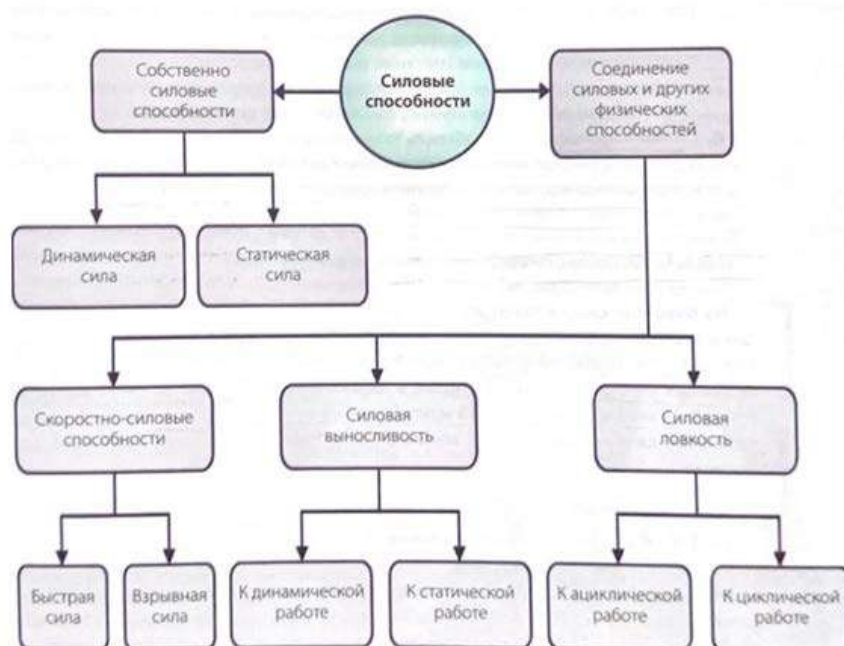 Собственно
силовые
способности
Силовые
способности
Соединение
силовых и других
физических
способностей
Динамическая
сила
Статическая
сила
Скоростно-силовые
способности
Силовая
выносливость
Силовая
ловкость
Быстрая
сила
Взрывная
сила
К динамической
работе
К статической
работе
К ациклической
работе
К циклической
работе